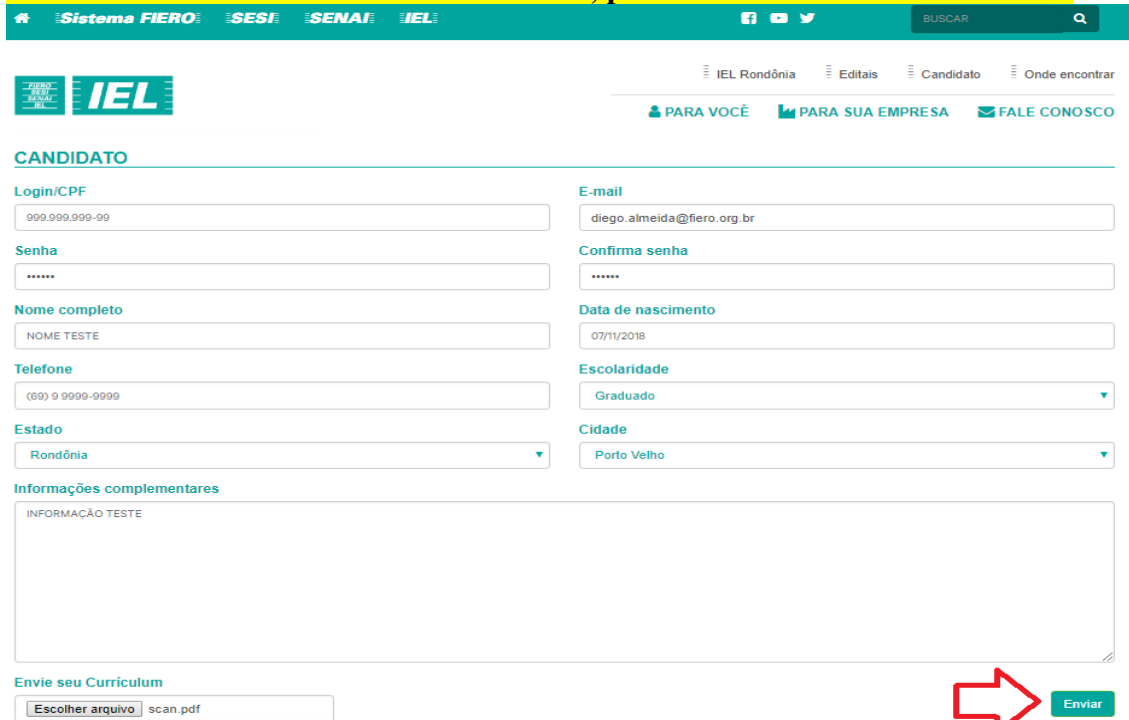 Sistema FIERO SESI SENAI IEL BUSCAR
FIERO SESI SENAI IEL
IEL
IEL Rondônia Editais Candidato Onde encontrar
PARA VOCÊ PARA SUA EMPRESA FALE CONOSCO
CANDIDATO
Login/CPF E-mail
999.999.999-99 diego.almeida@fiero.org.br
Senha Confirma senha
•••••• ••••••
Nome completo Data de nascimento
NOME TESTE 07/11/2018
Telefone Escolaridade
(69) 9 9999-9999 Graduado
Estado Cidade
Rondônia Porto Velho
Informações complementares
INFORMAÇÃO TESTE
Envie seu Currículum
Escolher arquivo scan.pdf Enviar